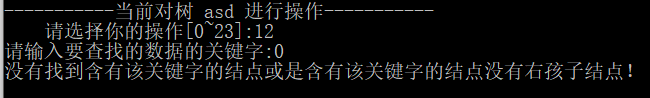 -----------当前对树 asd 进行操作-----------
请选择你的操作[0~23]:12
请输入要查找的数据的关键字:0
没有找到含有该关键字的结点或是含有该关键字的结点没有右孩子结点!